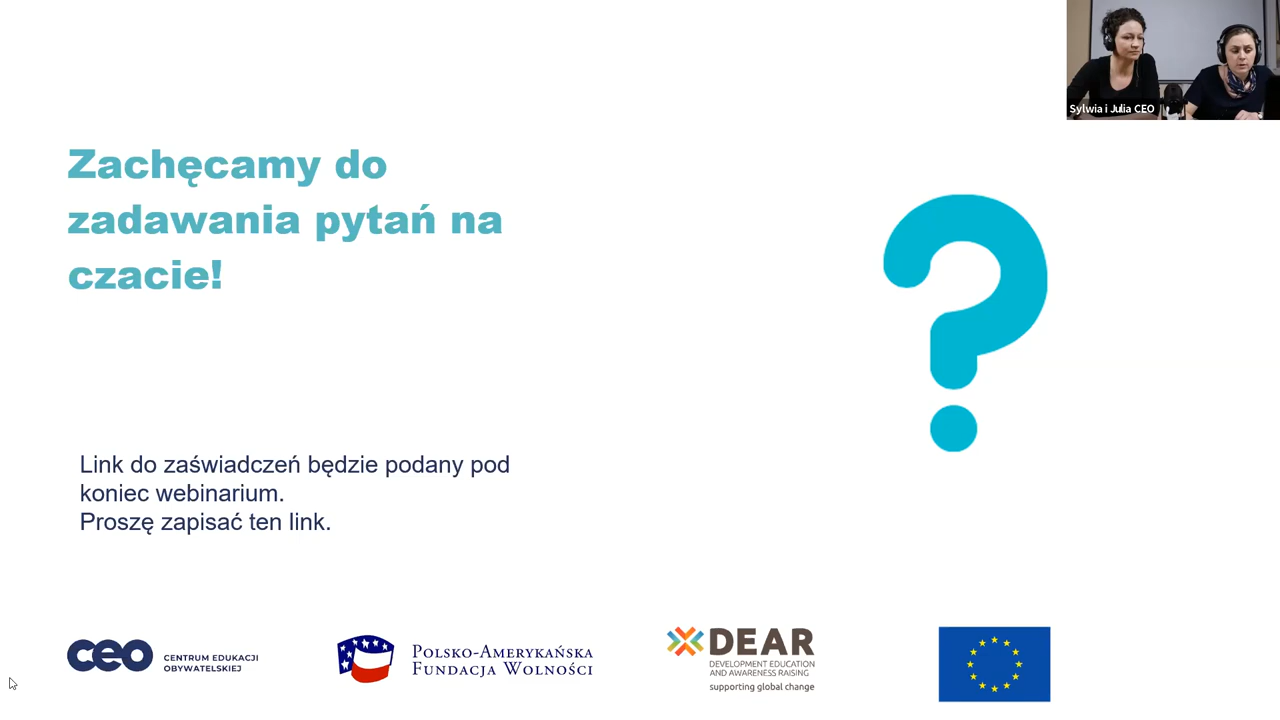 Sylwia i Julia CEO
Zachęcamy do
zadawania pytań na
czacie!
?
Link do zaświadczeń będzie podany pod
koniec webinarium.
Proszę zapisać ten link.
ceo CENTRUM EDUKACJI
OBYWATELSKIEJ
POLSKO-AMERYKAŃSKA
FUNDACJA WOLNOŚCI
DEAR
DEVELOPMENT EDUCATION
AND AWARENESS RAISING
supporting global change